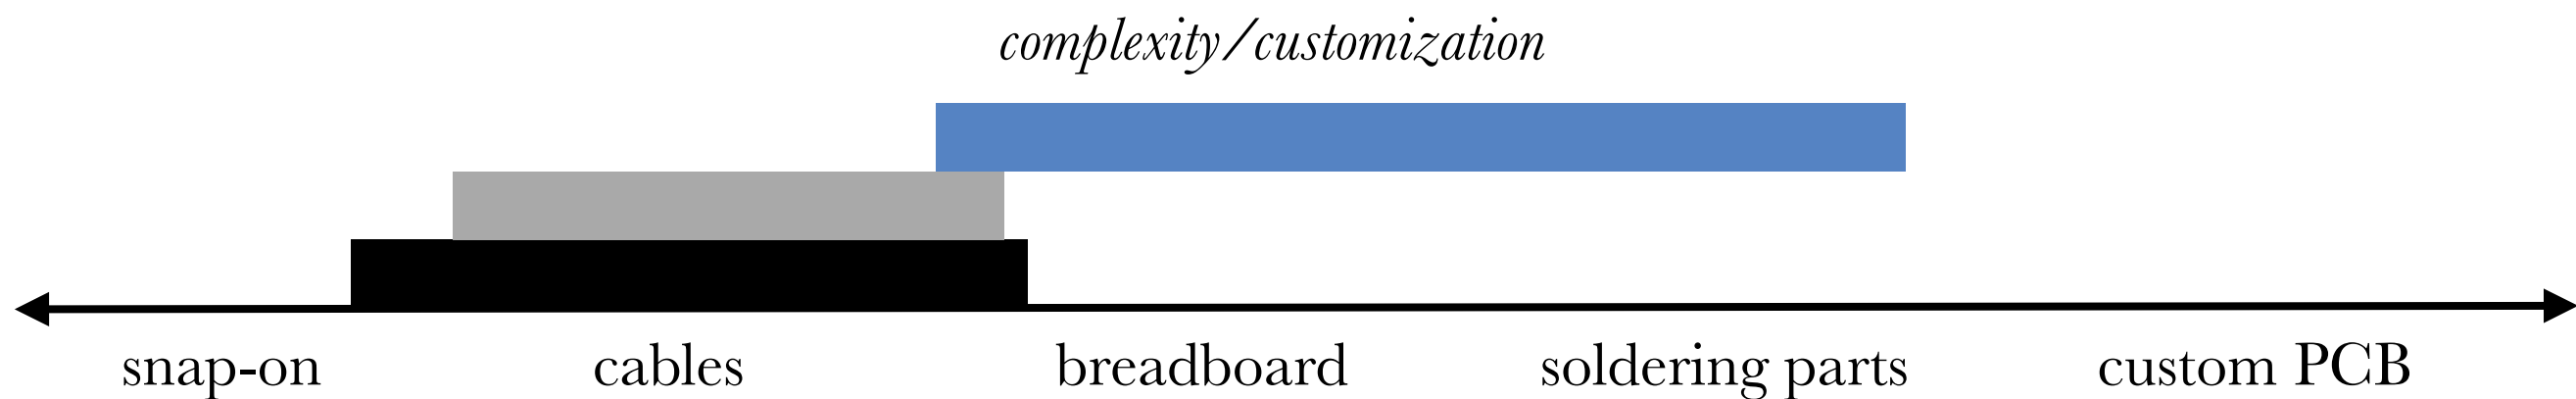 complexity/customization
snap-on cables breadboard soldering parts custom PCB